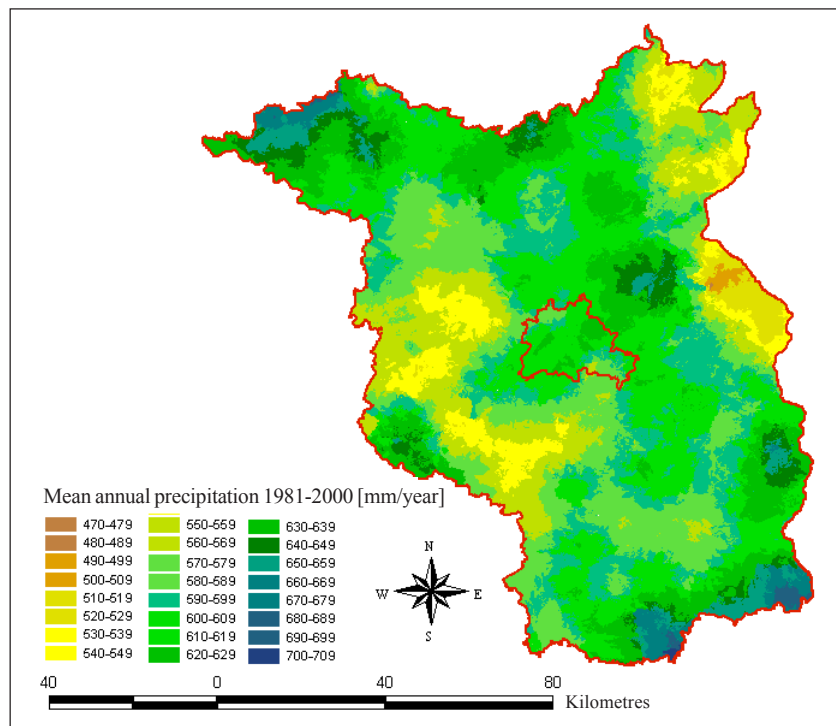 Mean annual precipitation 1981-2000 [mm/year]
470-479 550-559 630-639
480-489 560-569 640-649
490-499 570-579 650-659
500-509 580-589 660-669
510-519 590-599 670-679
520-529 600-609 680-689
530-539 610-619 690-699
540-549 620-629 700-709
N
W E
S
40 0 40 80 Kilometres